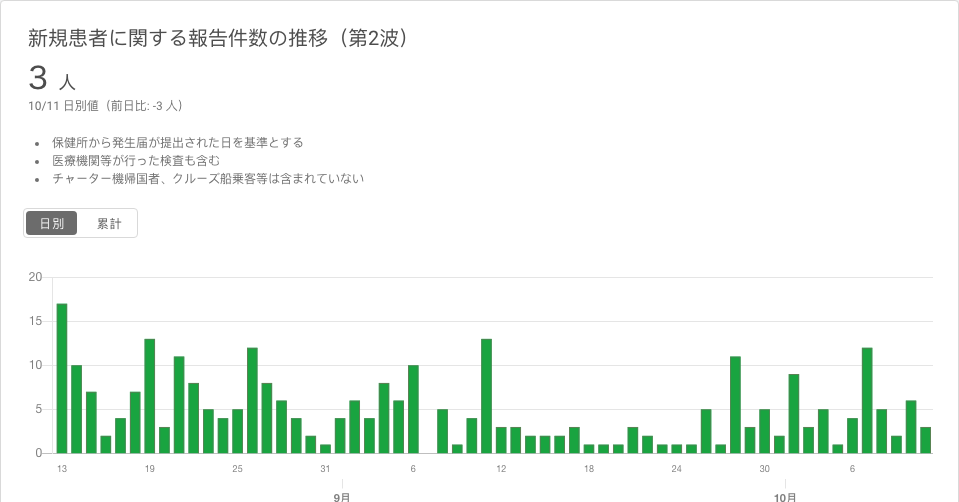 新規患者に関する報告件数の推移（第2波）
3 人
10/11 日別値（前日比: -3 人）
保健所から発生届が提出された日を基準とする
医療機関等が行った検査も含む
チャーター機帰国者、クルーズ船乗客等は含まれていない
日別 累計
20
15
10
5
0
13 19 25 31 6 12 18 24 30 6
9月 10月